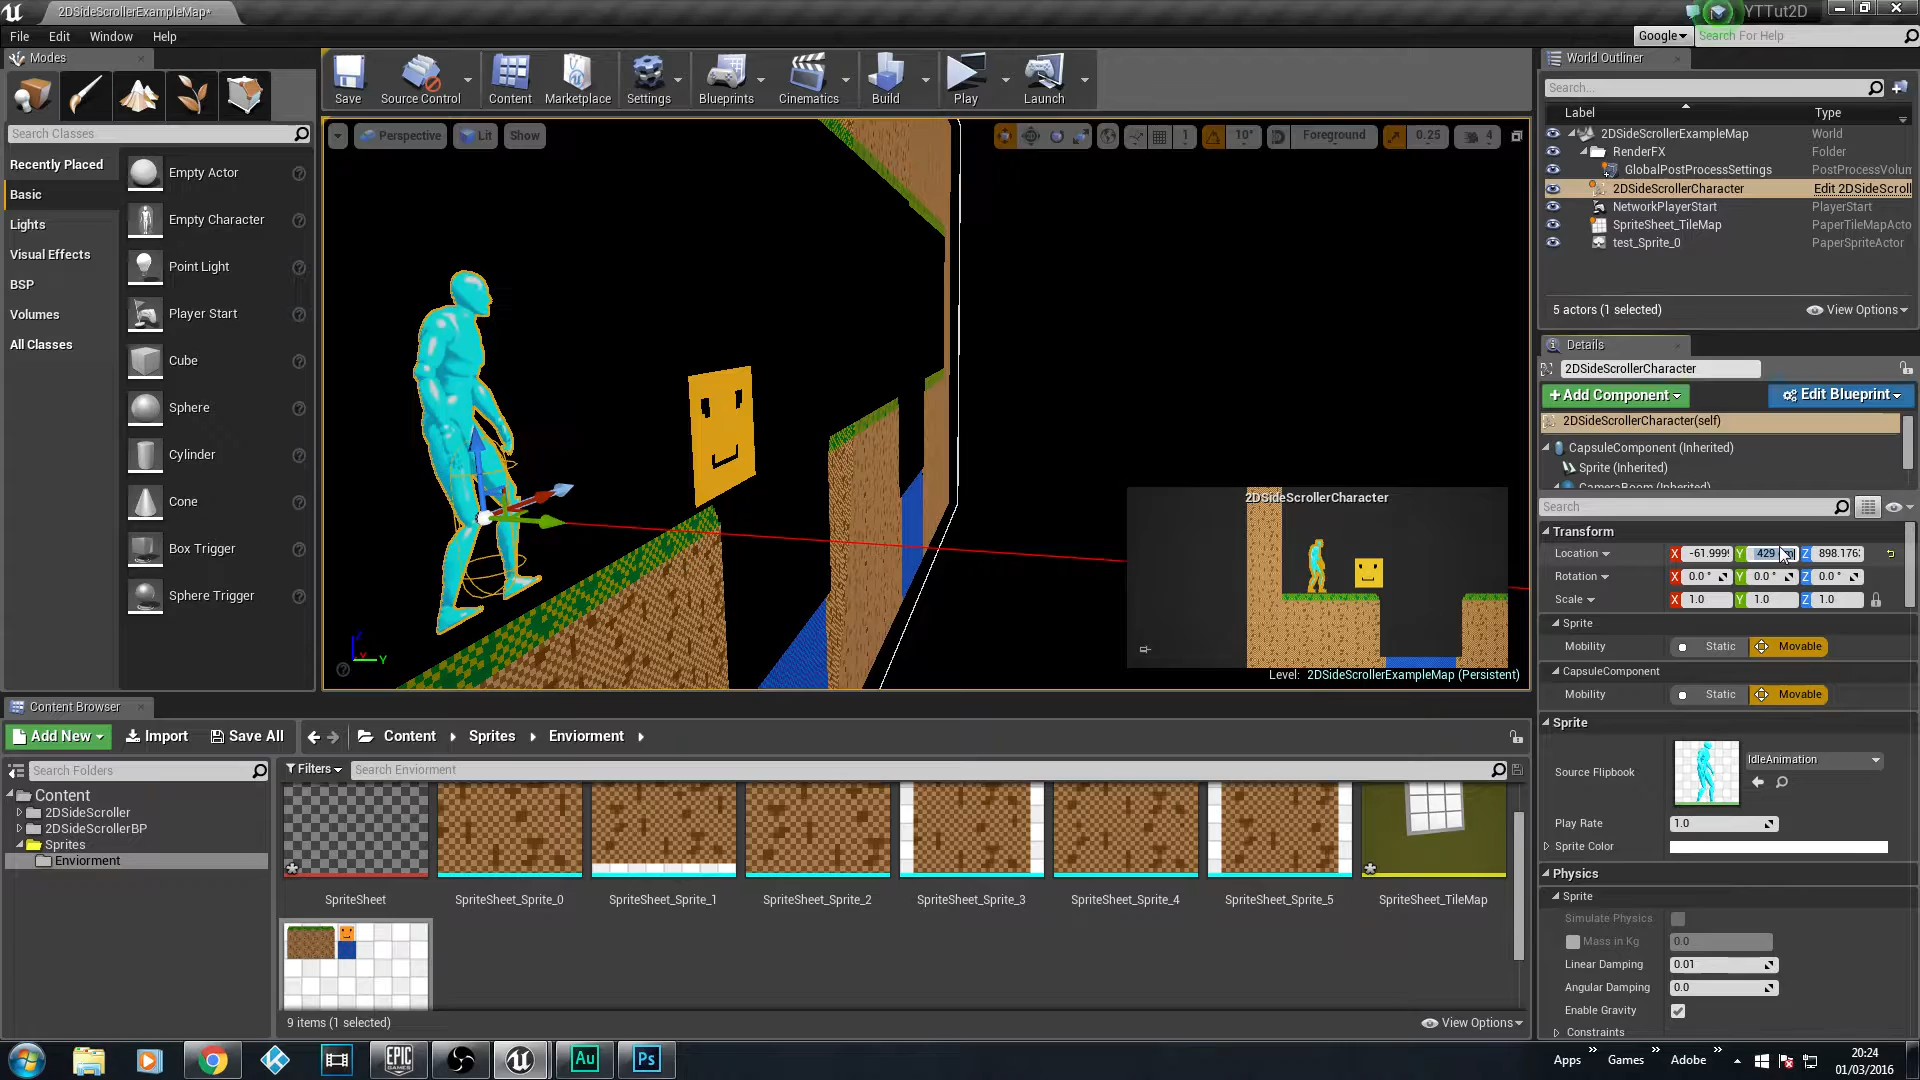 2DSideScrollerExampleMap*
YTTut2D
File Edit Window Help
Google
Search For Help
Modes
Search Classes
Recently Placed
Basic
Lights
Visual Effects
BSP
Volumes
All Classes
Empty Actor
Empty Character
Point Light
Player Start
Cube
Sphere
Cylinder
Cone
Box Trigger
Sphere Trigger
Save
Source Control
Content
Marketplace
Settings
Blueprints
Cinematics
Build
Play
Launch
Perspective
Lit
Show
1
10°
Foreground
0.25
4
2DSideScrollerCharacter
Level: 2DSideScrollerExampleMap (Persistent)
Z
X
Y
World Outliner
Search...
Label Type
2DSideScrollerExampleMap World
RenderFX Folder
GlobalPostProcessSettings PostProcessVolum
2DSideScrollerCharacter Edit 2DSideScroll
NetworkPlayerStart PlayerStart
SpriteSheet_TileMap PaperTileMapActo
test_Sprite_0 PaperSpriteActor
5 actors (1 selected)
View Options
Details
2DSideScrollerCharacter
+Add Component
Edit Blueprint
2DSideScrollerCharacter(self)
CapsuleComponent (Inherited)
Sprite (Inherited)
CameraBoom (Inherited)
Search
Transform
Location X -61.999 Y 429 Z 898.176
Rotation X 0.0 ° Y 0.0 ° Z 0.0 °
Scale X 1.0 Y 1.0 Z 1.0
Sprite
Mobility Static Movable
CapsuleComponent
Mobility Static Movable
Sprite
Source Flipbook IdleAnimation
Play Rate 1.0
Sprite Color
Physics
Sprite
Simulate Physics
Mass in Kg 0.0
Linear Damping 0.01
Angular Damping 0.0
Enable Gravity
Constraints
Content Browser
Add New
Import
Save All
Content
Sprites
Enviorment
Search Folders
Filters
Search Enviorment
Content
2DSideScroller
2DSideScrollerBP
Sprites
Enviorment
SpriteSheet
SpriteSheet_Sprite_0
SpriteSheet_Sprite_1
SpriteSheet_Sprite_2
SpriteSheet_Sprite_3
SpriteSheet_Sprite_4
SpriteSheet_Sprite_5
SpriteSheet_TileMap
9 items (1 selected)
View Options
EPIC
GAMES
Au
Ps
Apps
Games
Adobe
20:24
01/03/2016